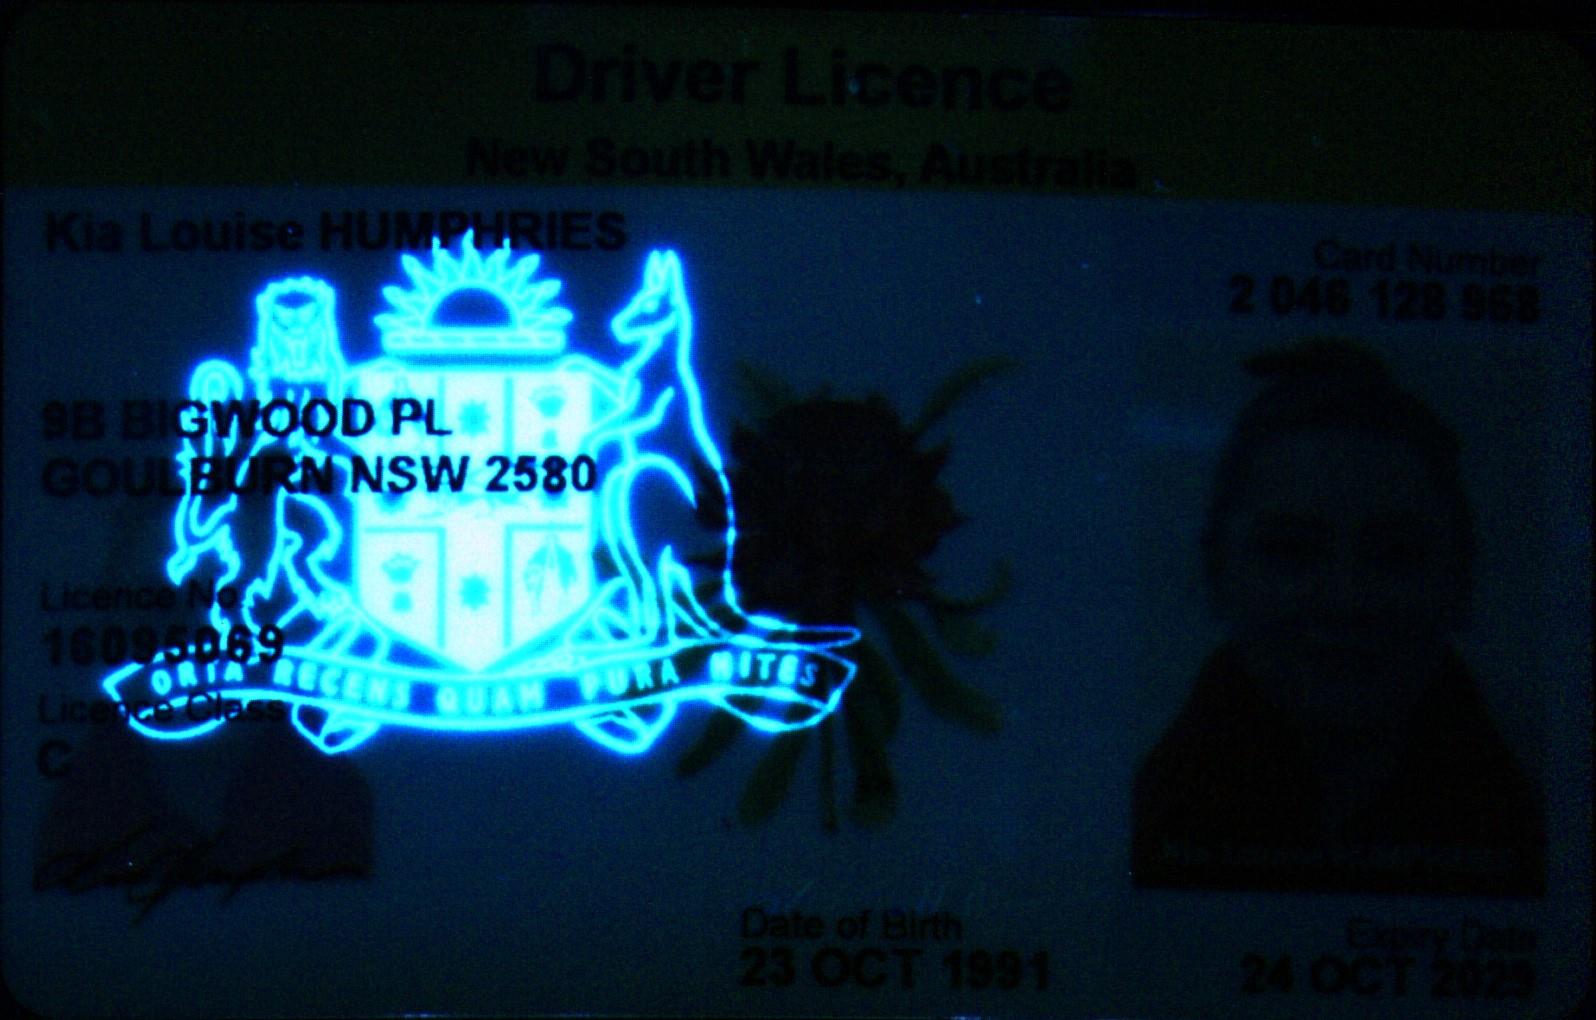 Driver Licence
New South Wales, Australia
Kia Louise HUMPHRIES
Card Number
2 046 128 968
9B BIGWOOD PL
GOULBURN NSW 2580
Licence No.
16095069
ORTA RECENS QUAM PURA NITES
Licence Class
C
Date of Birth
23 OCT 1991
Expiry Date
24 OCT 2029